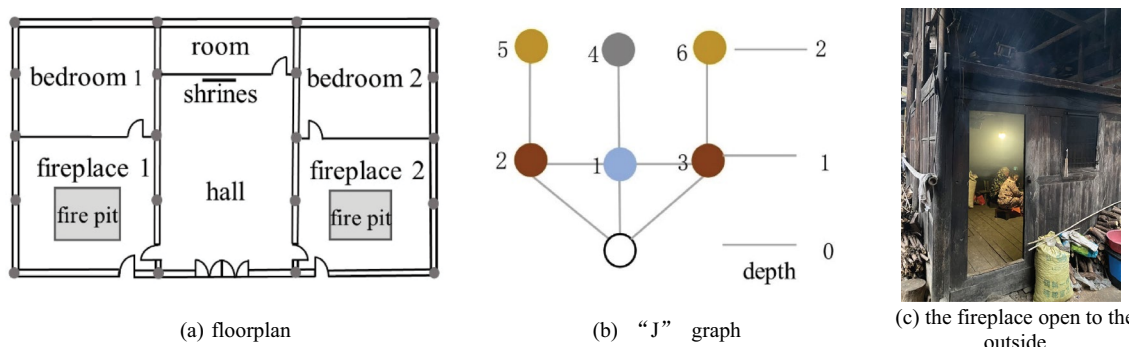 room
bedroom 1
bedroom 2
shrines
fireplace 1
fireplace 2
hall
fire pit
fire pit
(a) floorplan
5
4
6
2
2
1
3
1
0
depth
(b) “J” graph
(c) the fireplace open to the
outside